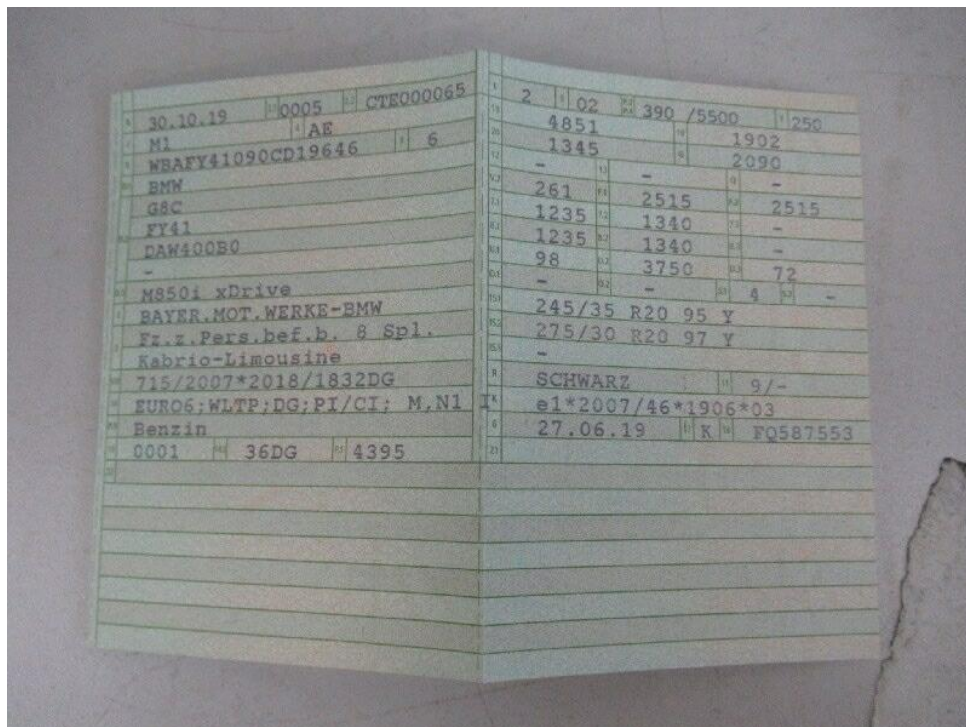 30.10.19 0005 CTE000065
M1 AE
WBAFY41090CD19646 6
BMW
G8C
FY41
DAW400B0
-
M850i xDrive
BAYER.MOT.WERKE-BMW
Fz.z.Pers.bef.b. 8 Spl.
Kabrio-Limousine
715/2007*2018/1832DG
EURO6;WLTP;DG;PI/CI; M,N1 I
Benzin
0001 36DG 4395
2 02 390 /5500 250
4851 1902
1345 2090
- - -
261 2515 2515
1235 1340 -
1235 1340 -
98 3750 72
- - 4 -
245/35 R20 95 Y
275/30 R20 97 Y
-
SCHWARZ 9/-
e1*2007/46*1906*03
27.06.19 K FQ587553